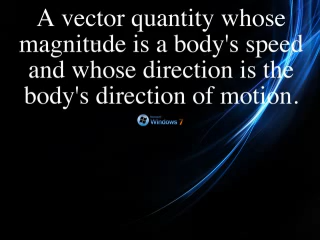 A vector quantity whose
magnitude is a body's speed
and whose direction is the
body's direction of motion.
Windows 7